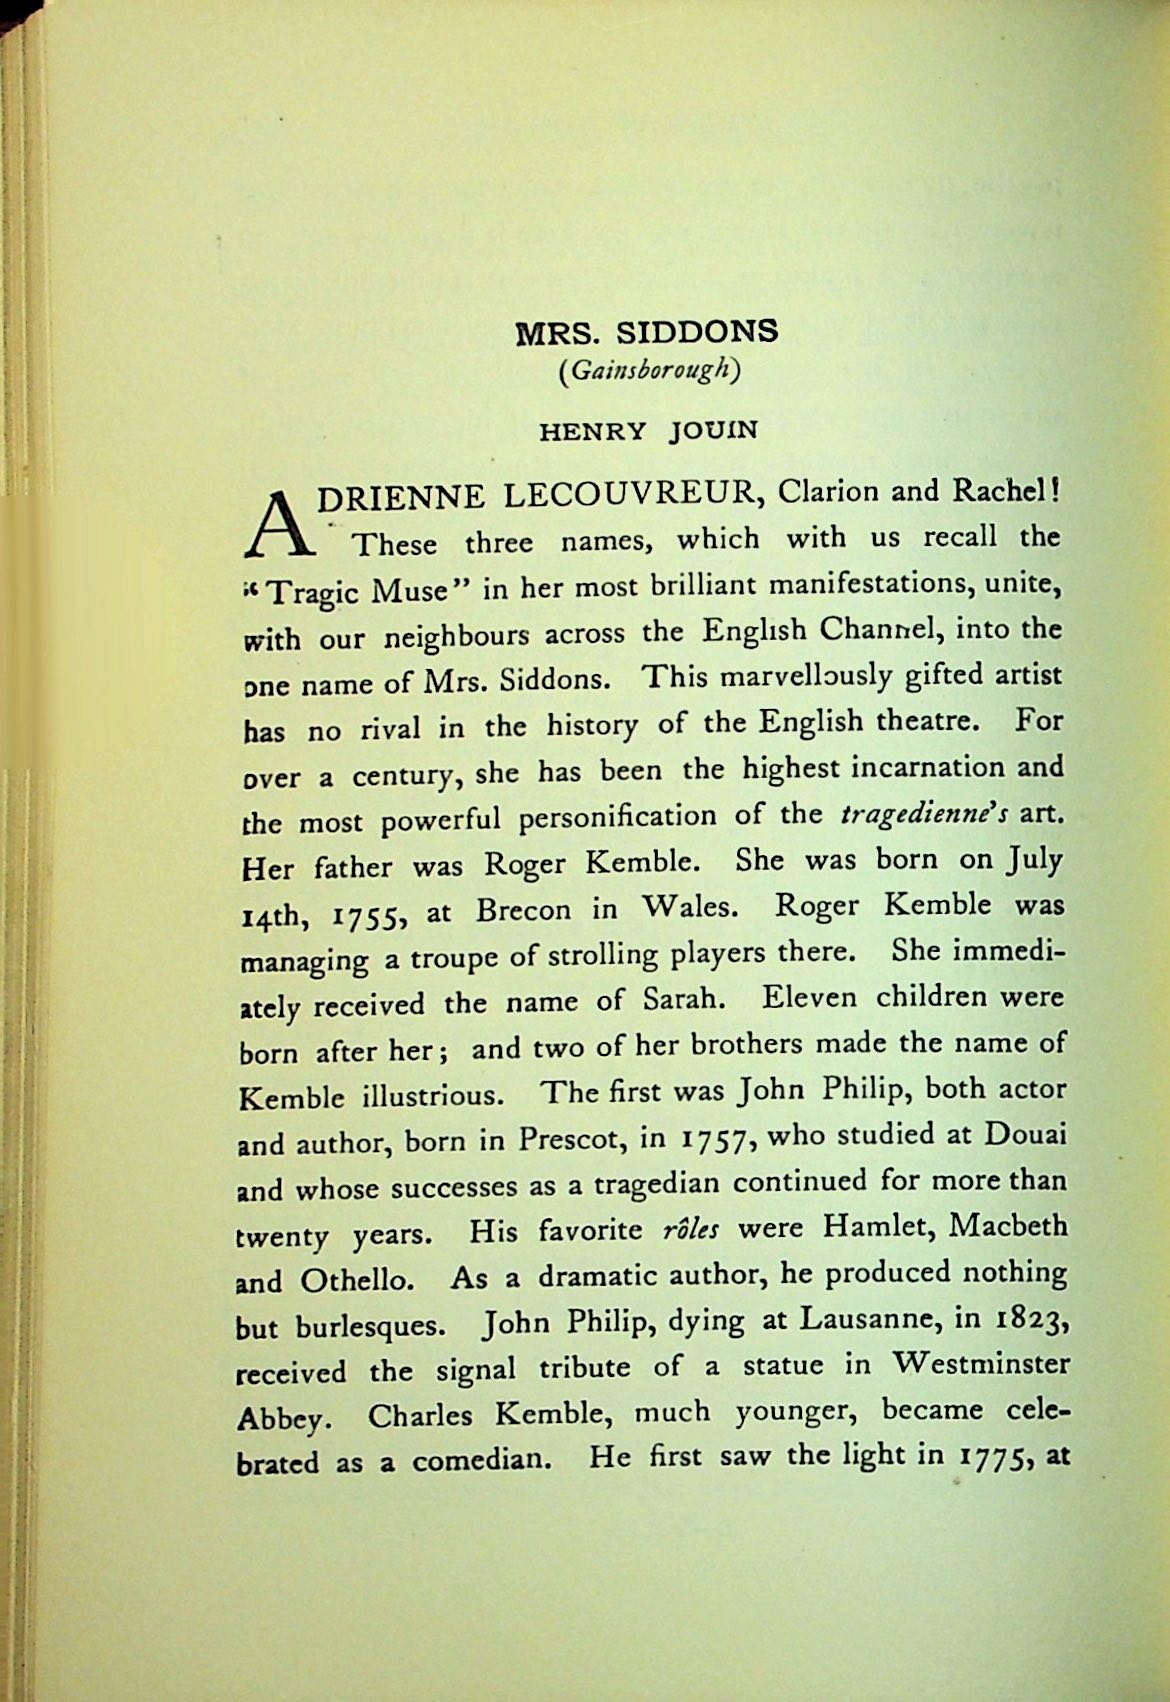 MRS. SIDDONS
(Gainsborough)
HENRY JOUIN
ADRIENNE LECOUVREUR, Clarion and Rachel!
These three names, which with us recall the
“Tragic Muse” in her most brilliant manifestations, unite,
with our neighbours across the English Channel, into the
one name of Mrs. Siddons. This marvellously gifted artist
has no rival in the history of the English theatre. For
over a century, she has been the highest incarnation and
the most powerful personification of the tragedienne’s art.
Her father was Roger Kemble. She was born on July
14th, 1755, at Brecon in Wales. Roger Kemble was
managing a troupe of strolling players there. She immedi-
ately received the name of Sarah. Eleven children were
born after her; and two of her brothers made the name of
Kemble illustrious. The first was John Philip, both actor
and author, born in Prescot, in 1757, who studied at Douai
and whose successes as a tragedian continued for more than
twenty years. His favorite rôles were Hamlet, Macbeth
and Othello. As a dramatic author, he produced nothing
but burlesques. John Philip, dying at Lausanne, in 1823,
received the signal tribute of a statue in Westminster
Abbey. Charles Kemble, much younger, became cele-
brated as a comedian. He first saw the light in 1775, at